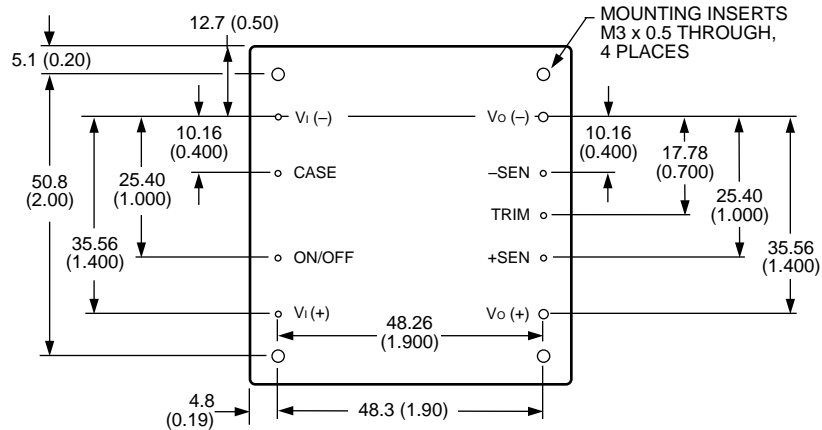 12.7 (0.50)
MOUNTING INSERTS
M3 x 0.5 THROUGH,
4 PLACES
5.1 (0.20)
VI (–)
VO (–)
10.16
(0.400)
10.16
(0.400)
17.78
(0.700)
CASE
–SEN
50.8
(2.00)
25.40
(1.000)
25.40
(1.000)
TRIM
35.56
(1.400)
35.56
(1.400)
ON/OFF
+SEN
VI (+)
VO (+)
48.26
(1.900)
4.8
(0.19)
48.3 (1.90)